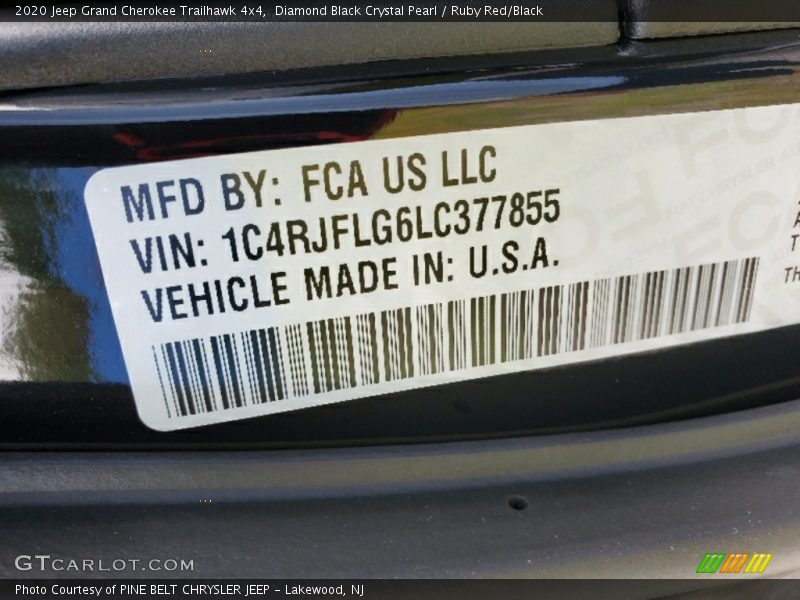 2020 Jeep Grand Cherokee Trailhawk 4x4,  Diamond Black Crystal Pearl / Ruby Red/Black
MFD BY: FCA US LLC
VIN: 1C4RJFLG6LC377855
VEHICLE MADE IN: U.S.A.
Th
GTCARLOT.COM
Photo Courtesy of PINE BELT CHRYSLER JEEP – Lakewood, NJ